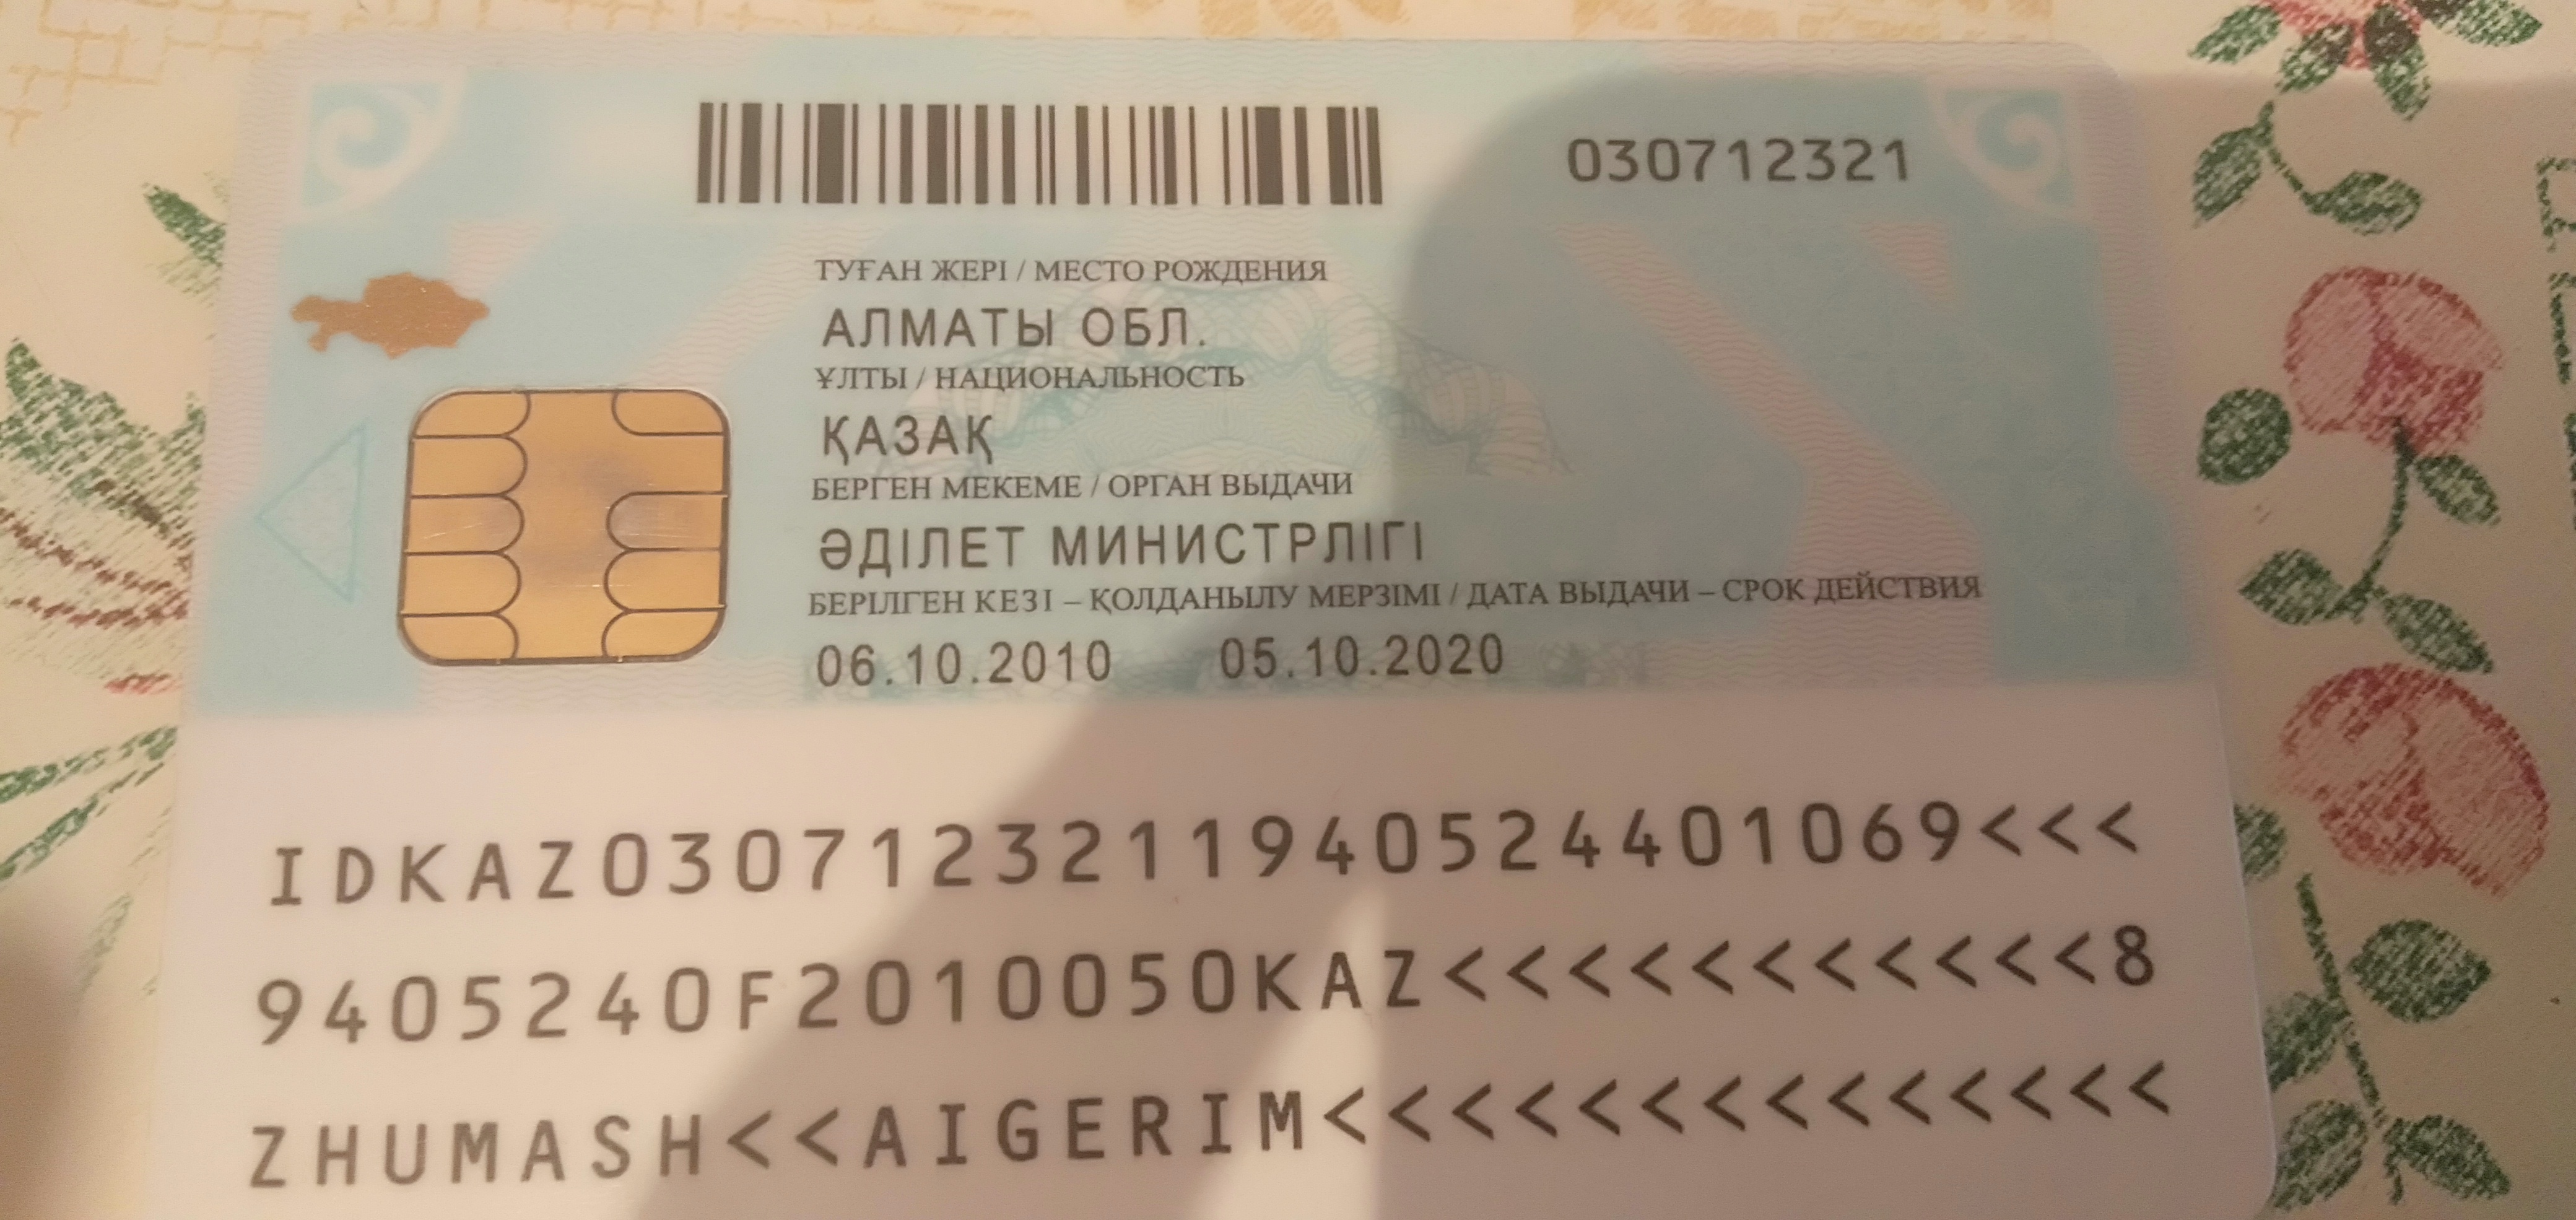 030712321
ТУҒАН ЖЕРІ / МЕСТО РОЖДЕНИЯ
АЛМАТЫ ОБЛ.
ҰЛТЫ / НАЦИОНАЛЬНОСТЬ
ҚАЗАҚ
БЕРГЕН МЕКЕМЕ / ОРГАН ВЫДАЧИ
ӘДІЛЕТ МИНИСТРЛІГІ
БЕРІЛГЕН КЕЗІ – ҚОЛДАНЫЛУ МЕРЗІМІ / ДАТА ВЫДАЧИ – СРОК ДЕЙСТВИЯ
06.10.2010 05.10.2020
IDKAZ0307123211940524401069<<<
9405240F2010050KAZ<<<<<<<<<<<8
ZHUMASH<<AIGERIM<<<<<<<<<<<<<<